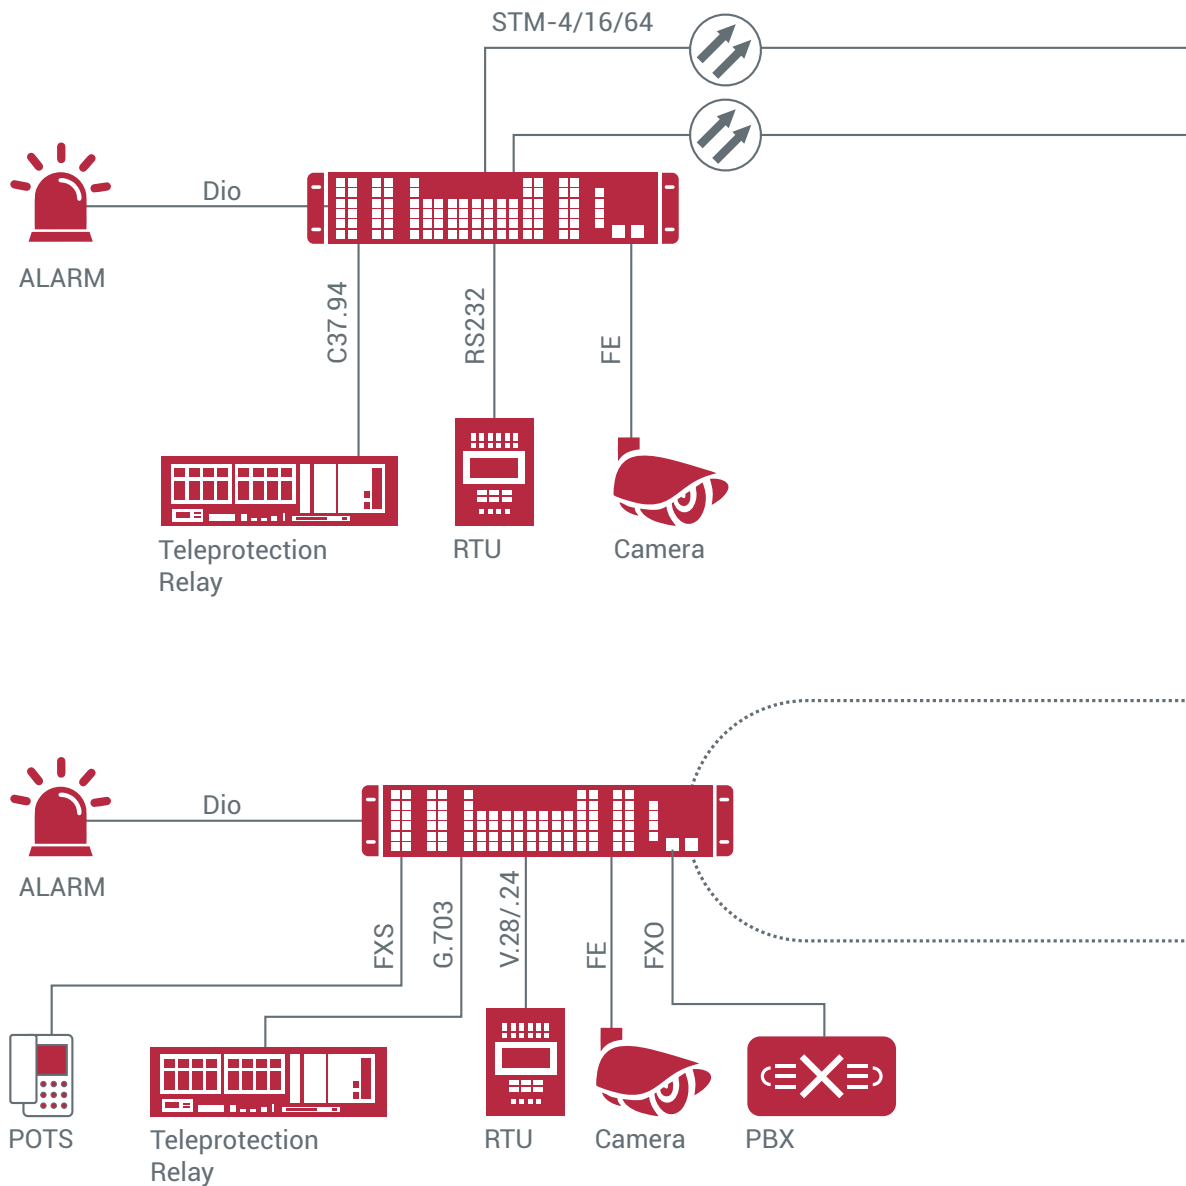 STM-4/16/64
Dio
ALARM
C37.94
RS232
FE
Teleprotection
Relay
RTU
Camera
Dio
ALARM
FXS
G.703
V.28/.24
FE
FXO
POTS
Teleprotection
Relay
RTU
Camera
PBX